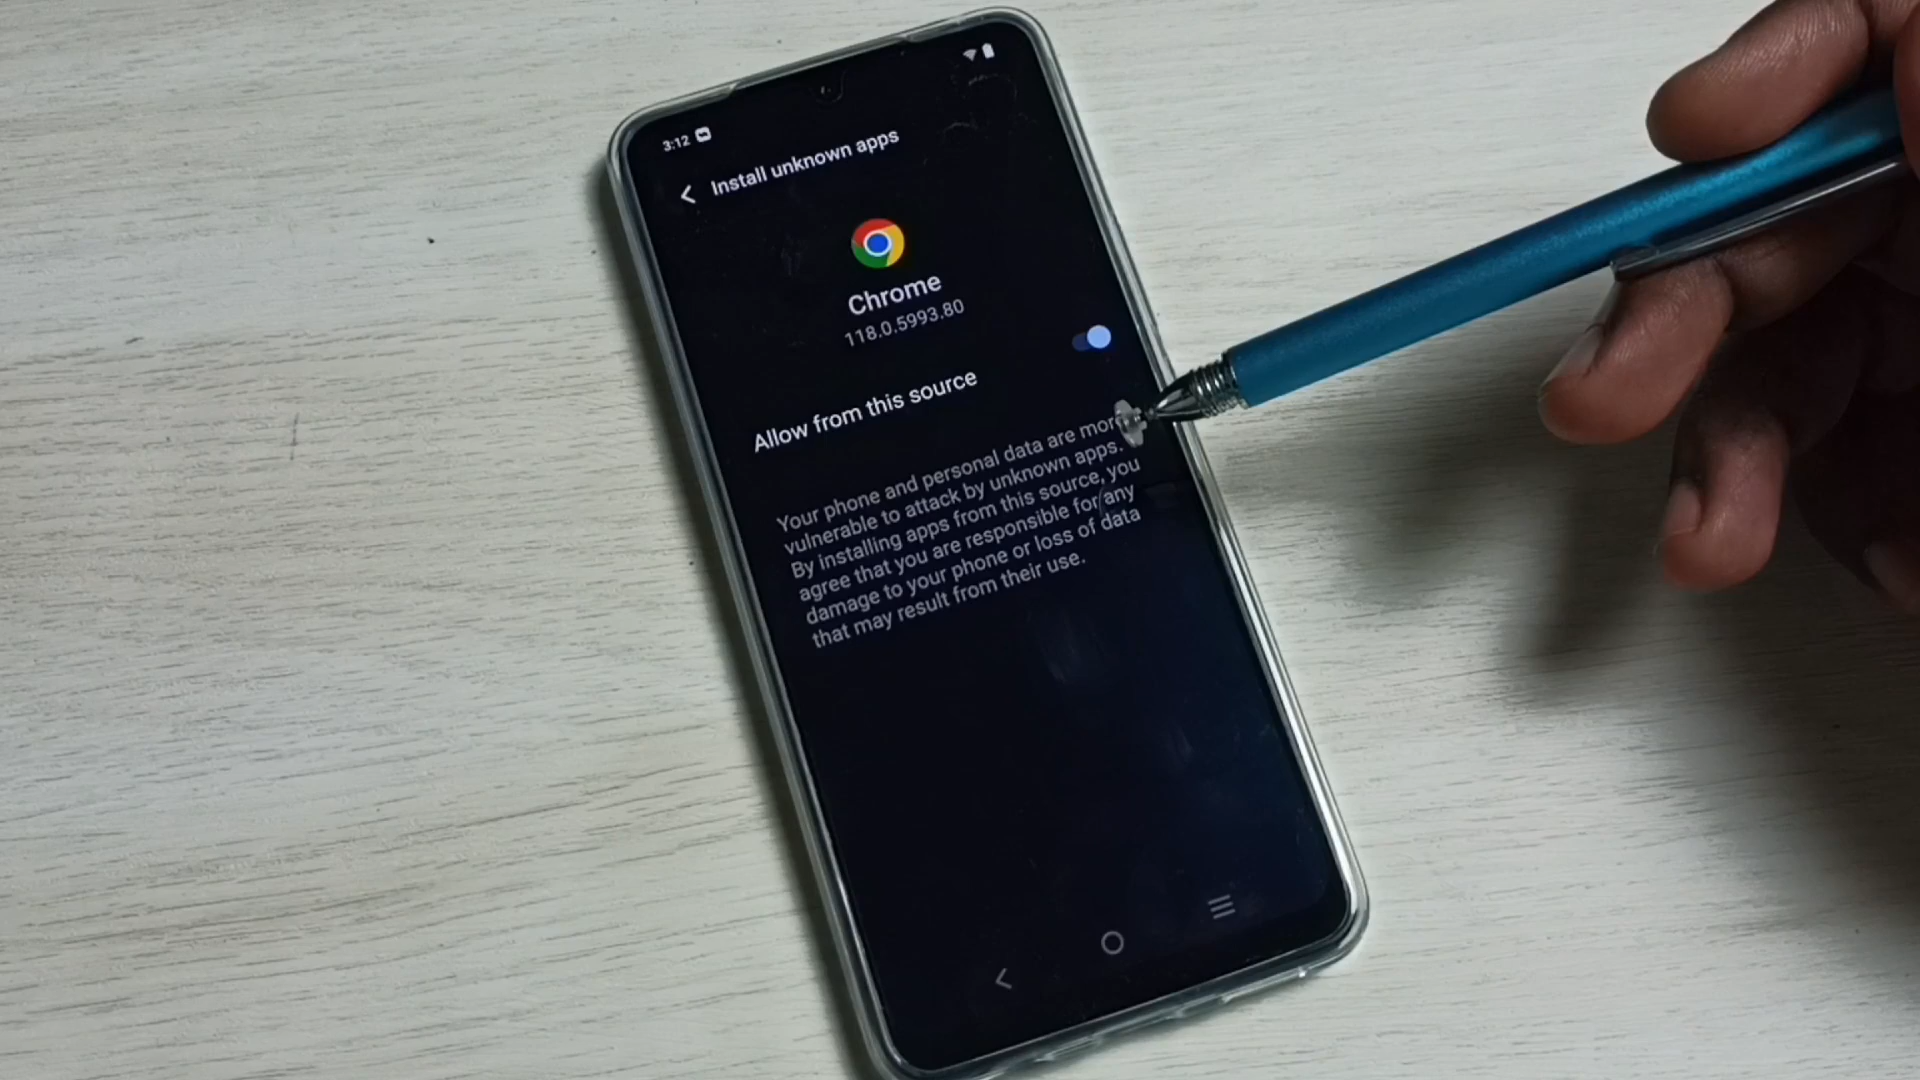 3:12
Install unknown apps
Chrome
118.0.5993.80
Allow from this source
Your phone and personal data are more
vulnerable to attack by unknown apps.
By installing apps from this source, you
agree that you are responsible for any
damage to your phone or loss of data
that may result from their use.